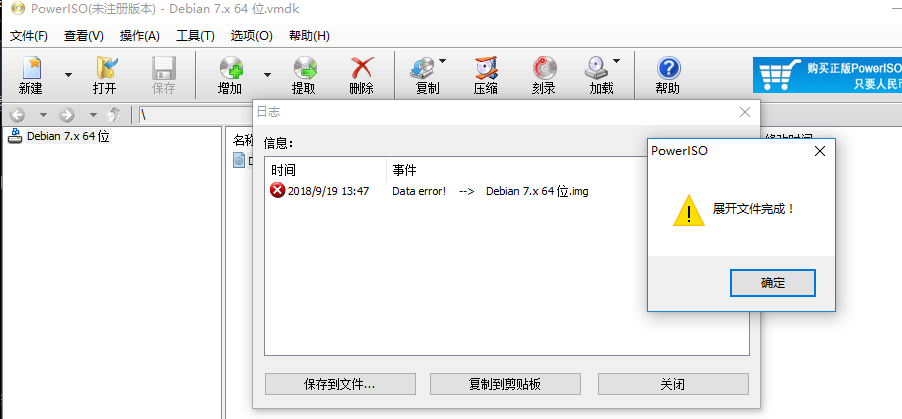 PowerISO(未注册版本) - Debian 7.x 64 位.vmdk
文件(F) 查看(V) 操作(A) 工具(T) 选项(O) 帮助(H)
新建 打开 保存 增加 提取 删除 复制 压缩 刻录 加载 帮助
购买正版PowerISO
只要人民币
\
Debian 7.x 64 位
名称
修改时间
日志
信息：
时间 事件
2018/9/19 13:47 Data error! --> Debian 7.x 64 位.img
保存到文件... 复制到剪贴板 关闭
PowerISO
展开文件完成！
确定